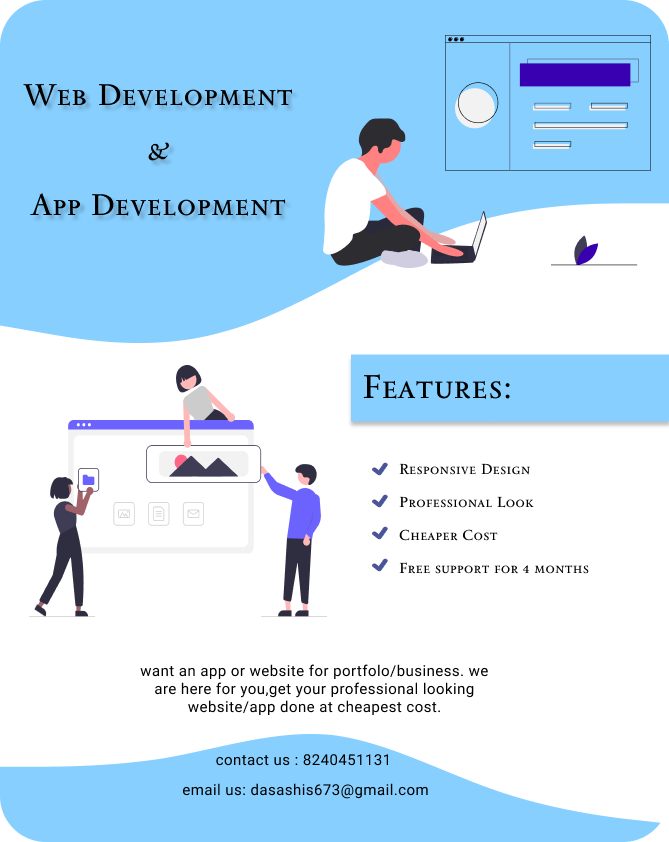 Web Development
&
App Development
Features:
Responsive Design
Professional Look
Cheaper Cost
Free support for 4 months
want an app or website for portfolo/business. we
are here for you,get your professional looking
website/app done at cheapest cost.
contact us : 8240451131
email us: dasashis673@gmail.com